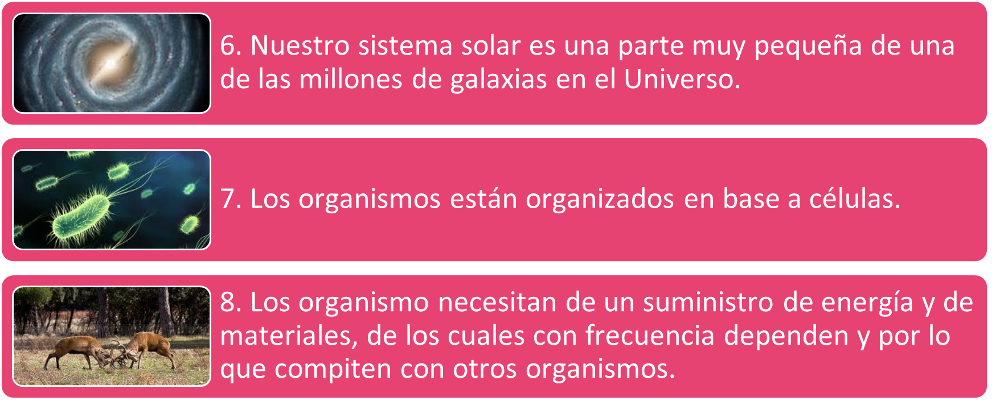 6. Nuestro sistema solar es una parte muy pequeña de una
de las millones de galaxias en el Universo.
7. Los organismos están organizados en base a células.
8. Los organismo necesitan de un suministro de energía y de
materiales, de los cuales con frecuencia dependen y por lo
que compiten con otros organismos.